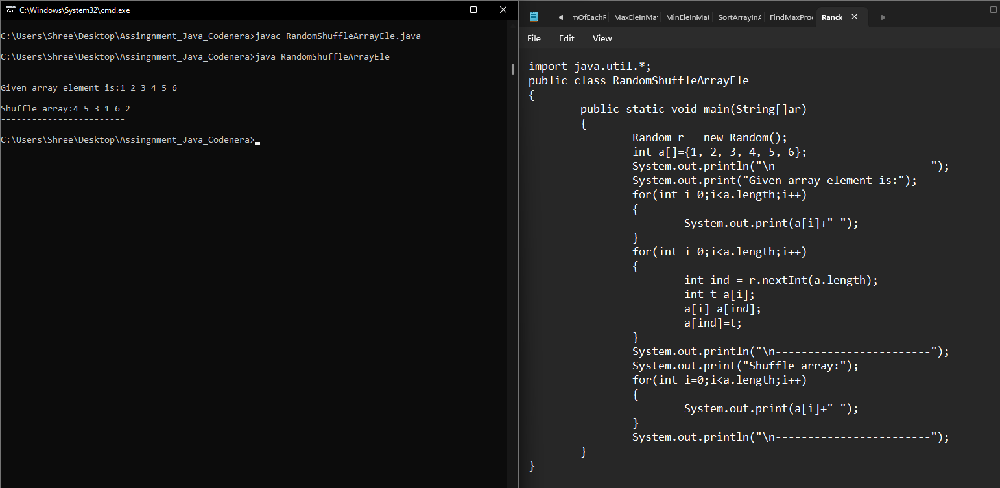 C:\Windows\System32\cmd.exe
C:\Users\Shree\Desktop\Assingnment_Java_Codenera>javac RandomShuffleArrayEle.java
C:\Users\Shree\Desktop\Assingnment_Java_Codenera>java RandomShuffleArrayEle
------------------------
Given array element is:1 2 3 4 5 6
------------------------
Shuffle array:4 5 3 1 6 2
------------------------
C:\Users\Shree\Desktop\Assingnment_Java_Codenera>
nOfEachF MaxEleInMa MinEleInMat SortArrayInA FindMaxProd Rando
File Edit View
import java.util.*;
public class RandomShuffleArrayEle
{
public static void main(String[]ar)
{
Random r = new Random();
int a[]={1, 2, 3, 4, 5, 6};
System.out.println("\n------------------------");
System.out.print("Given array element is:");
for(int i=0;i<a.length;i++)
{
System.out.print(a[i]+" ");
}
for(int i=0;i<a.length;i++)
{
int ind = r.nextInt(a.length);
int t=a[i];
a[i]=a[ind];
a[ind]=t;
}
System.out.println("\n------------------------");
System.out.print("Shuffle array:");
for(int i=0;i<a.length;i++)
{
System.out.print(a[i]+" ");
}
System.out.println("\n------------------------");
}
}